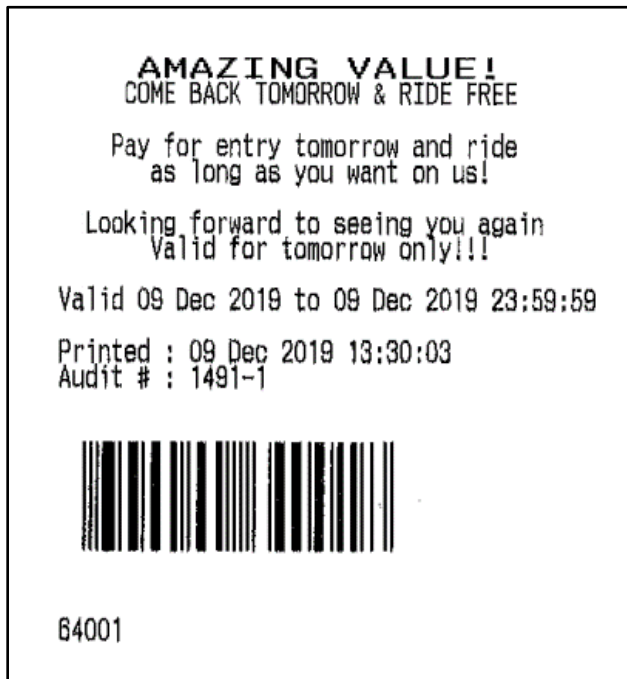 AMAZING VALUE!
COME BACK TOMORROW & RIDE FREE
Pay for entry tomorrow and ride
as long as you want on us!
Looking forward to seeing you again
Valid for tomorrow only!!!
Valid 09 Dec 2019 to 09 Dec 2019 23:59:59
Printed : 09 Dec 2019 13:30:03
Audit # : 1491-1
64001